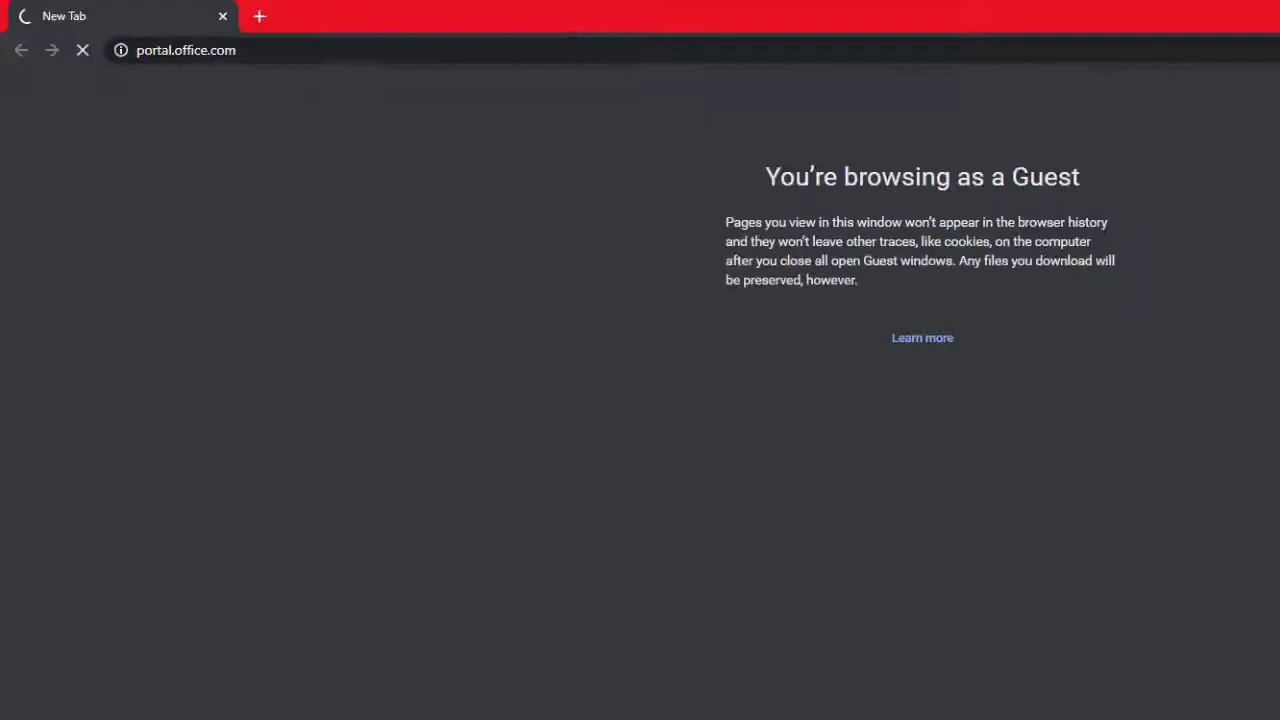 New Tab
portal.office.com
You're browsing as a Guest
Pages you view in this window won't appear in the browser history
and they won't leave other traces, like cookies, on the computer
after you close all open Guest windows. Any files you download will
be preserved, however.
Learn more